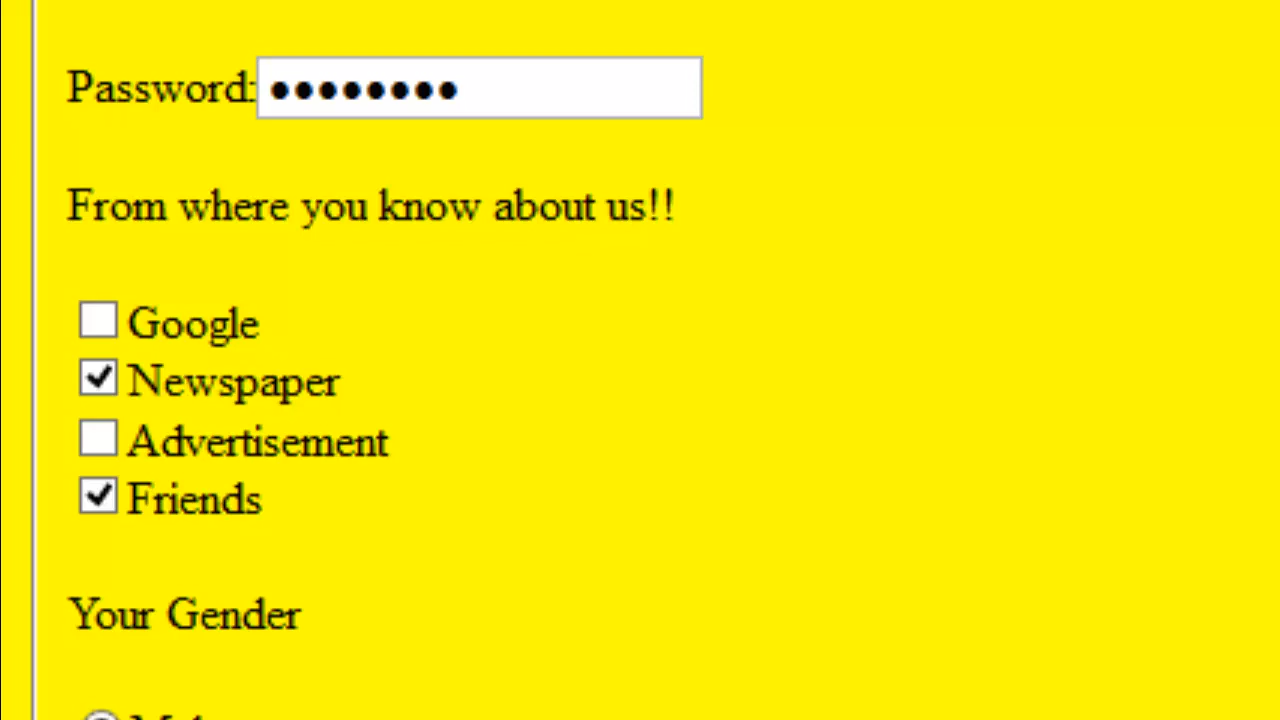 Password: ••••••••
From where you know about us!!
Google
Newspaper
Advertisement
Friends
Your Gender